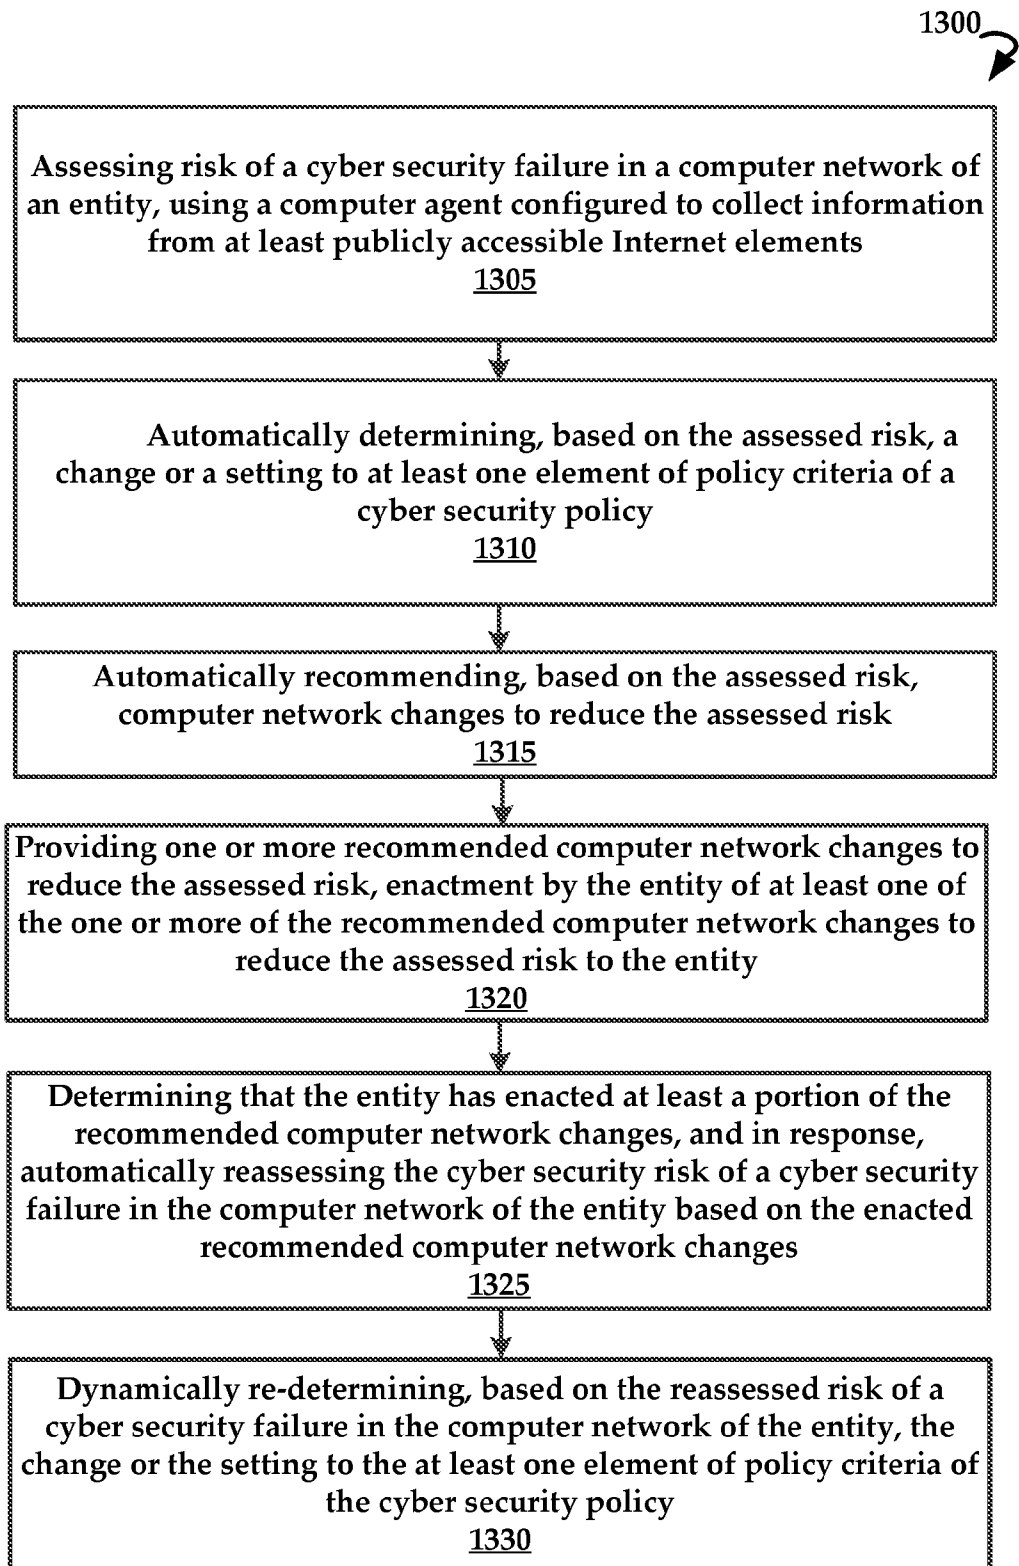 1300
Assessing risk of a cyber security failure in a computer network of
an entity, using a computer agent configured to collect information
from at least publicly accessible Internet elements
1305
Automatically determining, based on the assessed risk, a
change or a setting to at least one element of policy criteria of a
cyber security policy
1310
Automatically recommending, based on the assessed risk,
computer network changes to reduce the assessed risk
1315
Providing one or more recommended computer network changes to
reduce the assessed risk, enactment by the entity of at least one of
the one or more of the recommended computer network changes to
reduce the assessed risk to the entity
1320
Determining that the entity has enacted at least a portion of the
recommended computer network changes, and in response,
automatically reassessing the cyber security risk of a cyber security
failure in the computer network of the entity based on the enacted
recommended computer network changes
1325
Dynamically re-determining, based on the reassessed risk of a
cyber security failure in the computer network of the entity, the
change or the setting to the at least one element of policy criteria of
the cyber security policy
1330